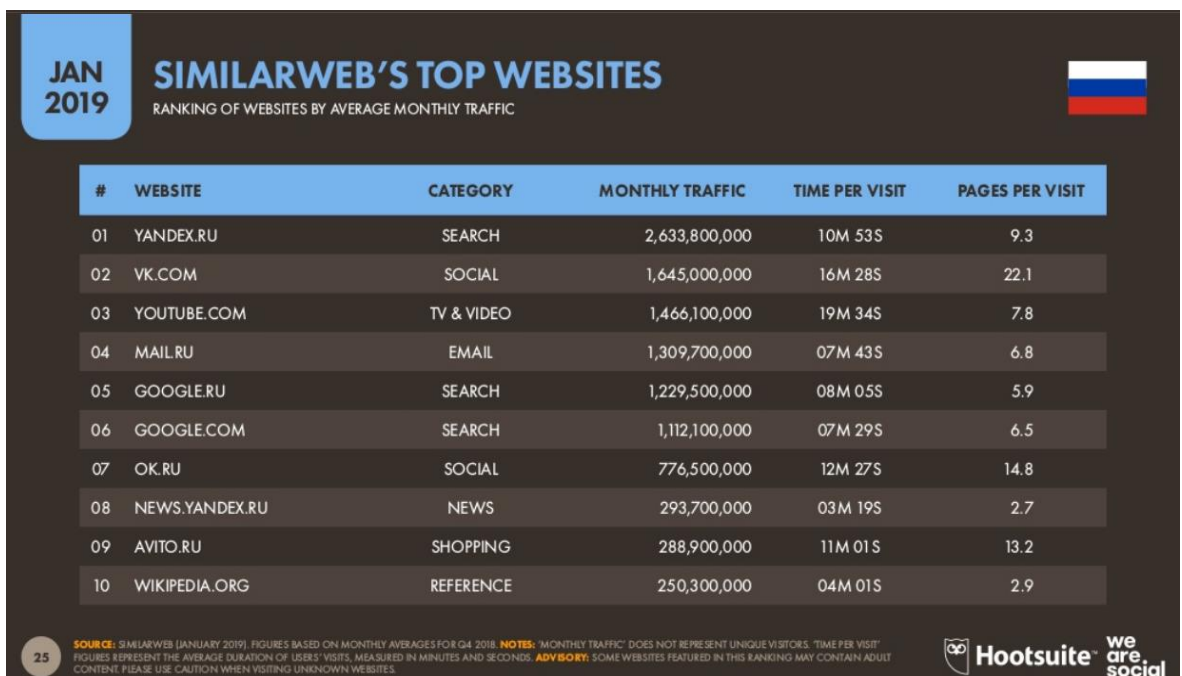 JAN
2019
SIMILARWEB'S TOP WEBSITES
RANKING OF WEBSITES BY AVERAGE MONTHLY TRAFFIC
# WEBSITE CATEGORY MONTHLY TRAFFIC TIME PER VISIT PAGES PER VISIT
01 YANDEX.RU SEARCH 2,633,800,000 10M 53S 9.3
02 VK.COM SOCIAL 1,645,000,000 16M 28S 22.1
03 YOUTUBE.COM TV & VIDEO 1,466,100,000 19M 34S 7.8
04 MAIL.RU EMAIL 1,309,700,000 07M 43S 6.8
05 GOOGLE.RU SEARCH 1,229,500,000 08M 05S 5.9
06 GOOGLE.COM SEARCH 1,112,100,000 07M 29S 6.5
07 OK.RU SOCIAL 776,500,000 12M 27S 14.8
08 NEWS.YANDEX.RU NEWS 293,700,000 03M 19S 2.7
09 AVITO.RU SHOPPING 288,900,000 11M 01S 13.2
10 WIKIPEDIA.ORG REFERENCE 250,300,000 04M 01S 2.9
25
SOURCE: SIMILARWEB (JANUARY 2019). FIGURES BASED ON MONTHLY AVERAGES FOR Q4 2018. NOTES: 'MONTHLY TRAFFIC' DOES NOT REPRESENT UNIQUE VISITORS. 'TIME PER VISIT'
FIGURES REPRESENT THE AVERAGE DURATION OF USERS' VISITS, MEASURED IN MINUTES AND SECONDS. ADVISORY: SOME WEBSITES FEATURED IN THIS RANKING MAY CONTAIN ADULT
CONTENT. PLEASE USE CAUTION WHEN VISITING UNKNOWN WEBSITES.
Hootsuite™
we
are.
social